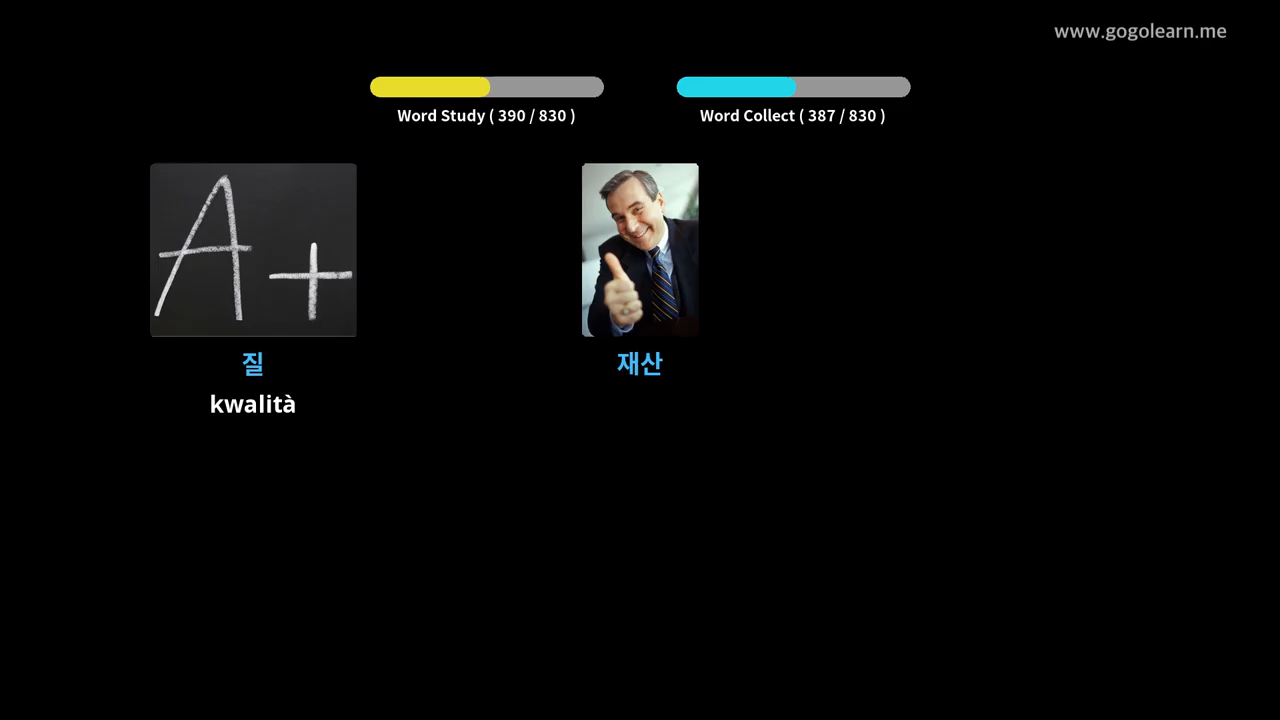 www.gogolearn.me
Word Study ( 390 / 830 )
Word Collect ( 387 / 830 )
A+
질
재산
kwalità